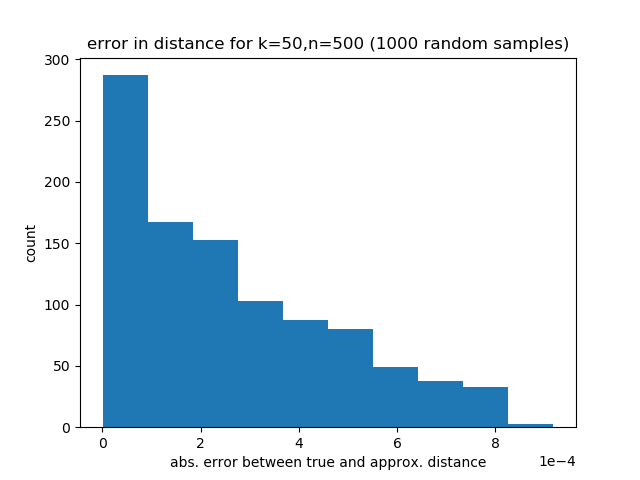 error in distance for k=50,n=500 (1000 random samples)
300
250
200
150
100
50
0
count
0 2 4 6 8
1e−4
abs. error between true and approx. distance